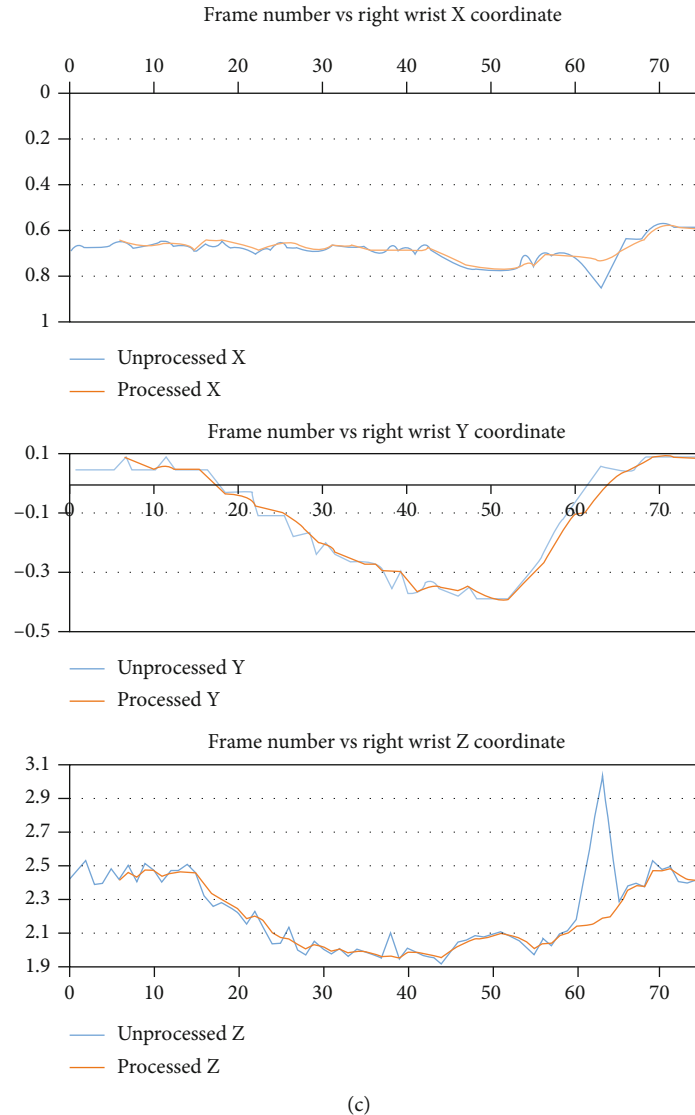 Frame number vs right wrist X coordinate
0 10 20 30 40 50 60 70
0
0.2
0.4
0.6
0.8
1
Unprocessed X
Processed X
Frame number vs right wrist Y coordinate
0.1
0 10 20 30 40 50 60 70
–0.1
–0.3
–0.5
Unprocessed Y
Processed Y
Frame number vs right wrist Z coordinate
3.1
2.9
2.7
2.5
2.3
2.1
1.9
0 10 20 30 40 50 60 70
Unprocessed Z
Processed Z
(c)